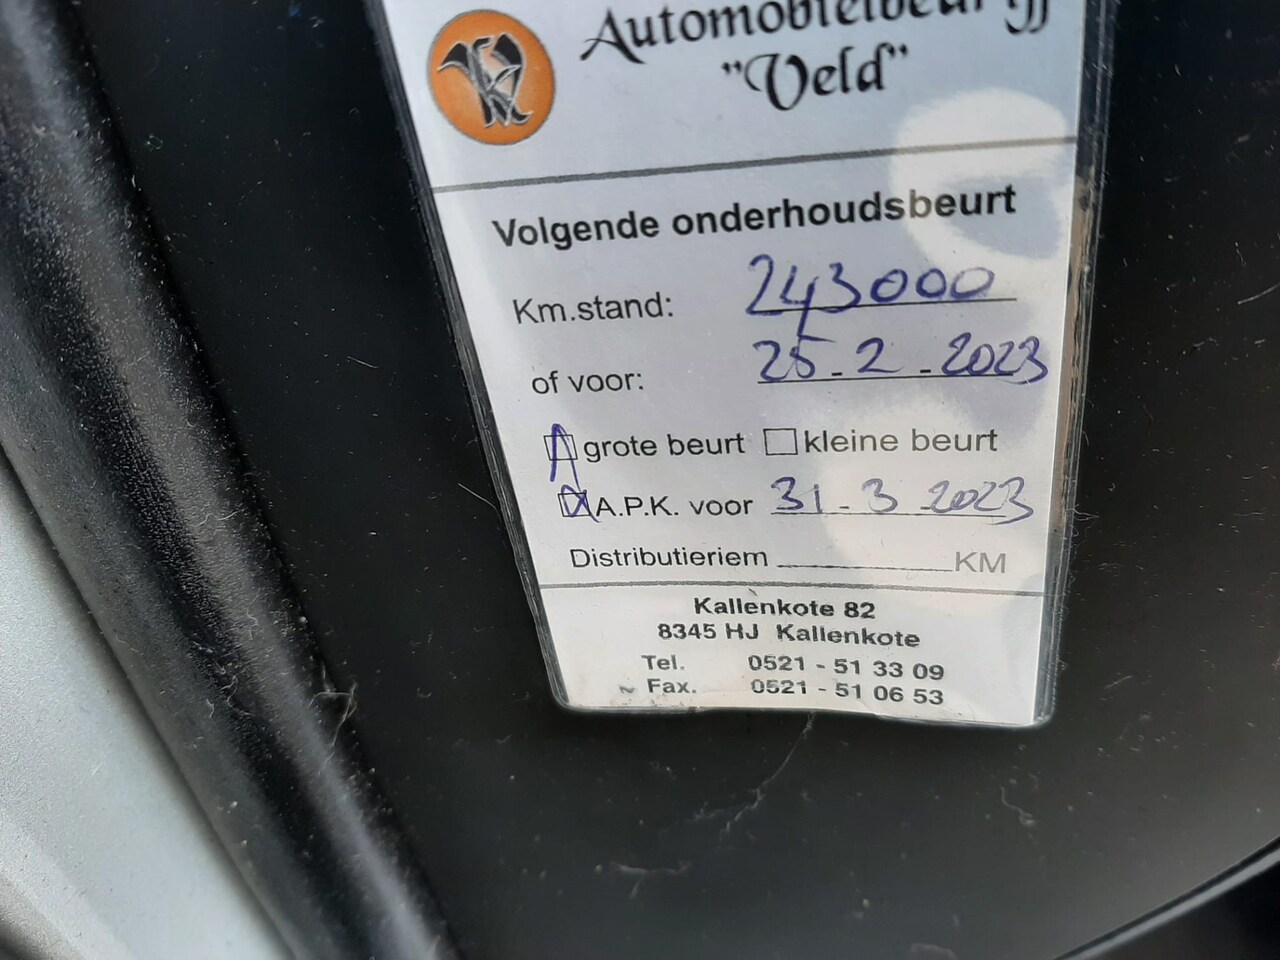 Automobielbedrijf
"Veld"
Volgende onderhoudsbeurt
Km.stand: 243000
of voor: 25-2-2023
grote beurt kleine beurt
A.P.K. voor 31-3-2023
Distributieriem KM
Kallenkote 82
8345 HJ Kallenkote
Tel. 0521 - 51 33 09
Fax. 0521 - 51 06 53